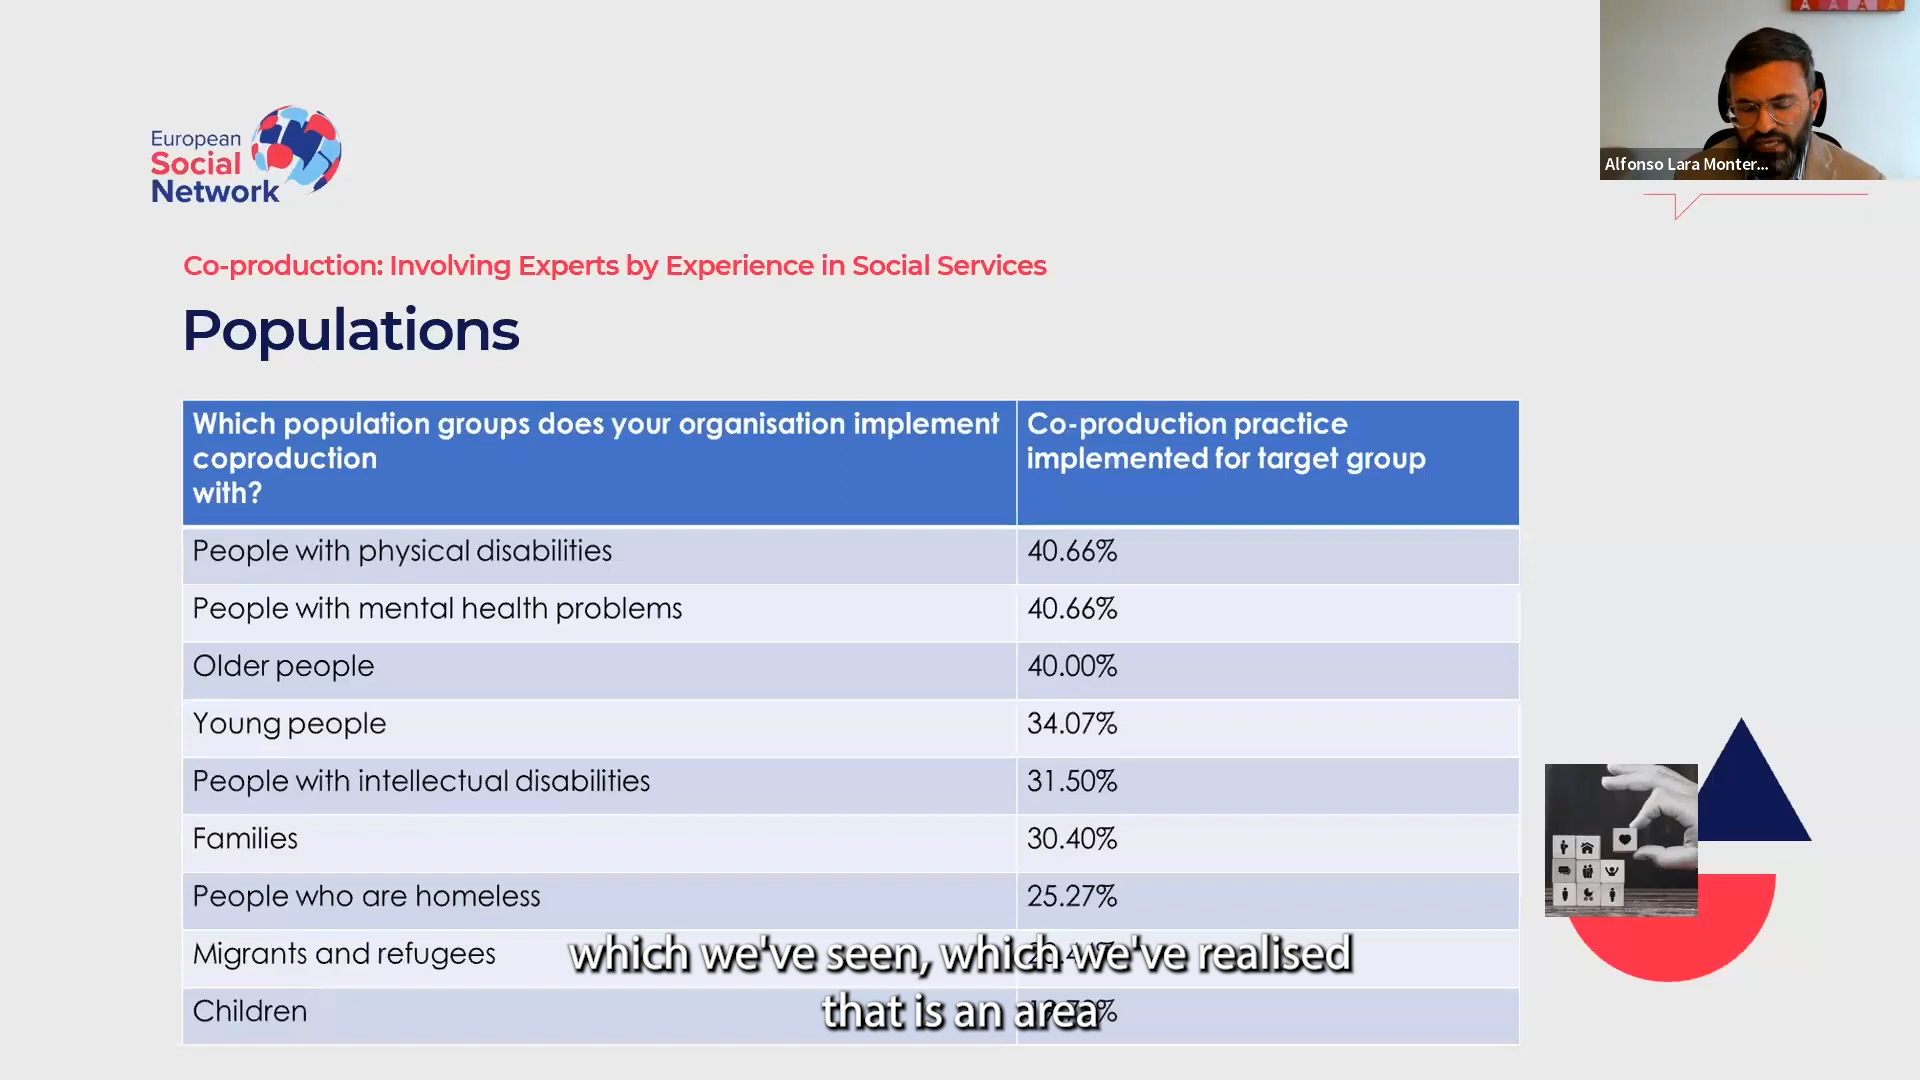 European
Social
Network
Alfonso Lara Monter...
Co-production: Involving Experts by Experience in Social Services
Populations
Which population groups does your organisation implement
coproduction
with?
Co-production practice
implemented for target group
People with physical disabilities
40.66%
People with mental health problems
40.66%
Older people
40.00%
Young people
34.07%
People with intellectual disabilities
31.50%
Families
30.40%
People who are homeless
25.27%
Migrants and refugees
Children
which we've seen, which we've realised
that is an area